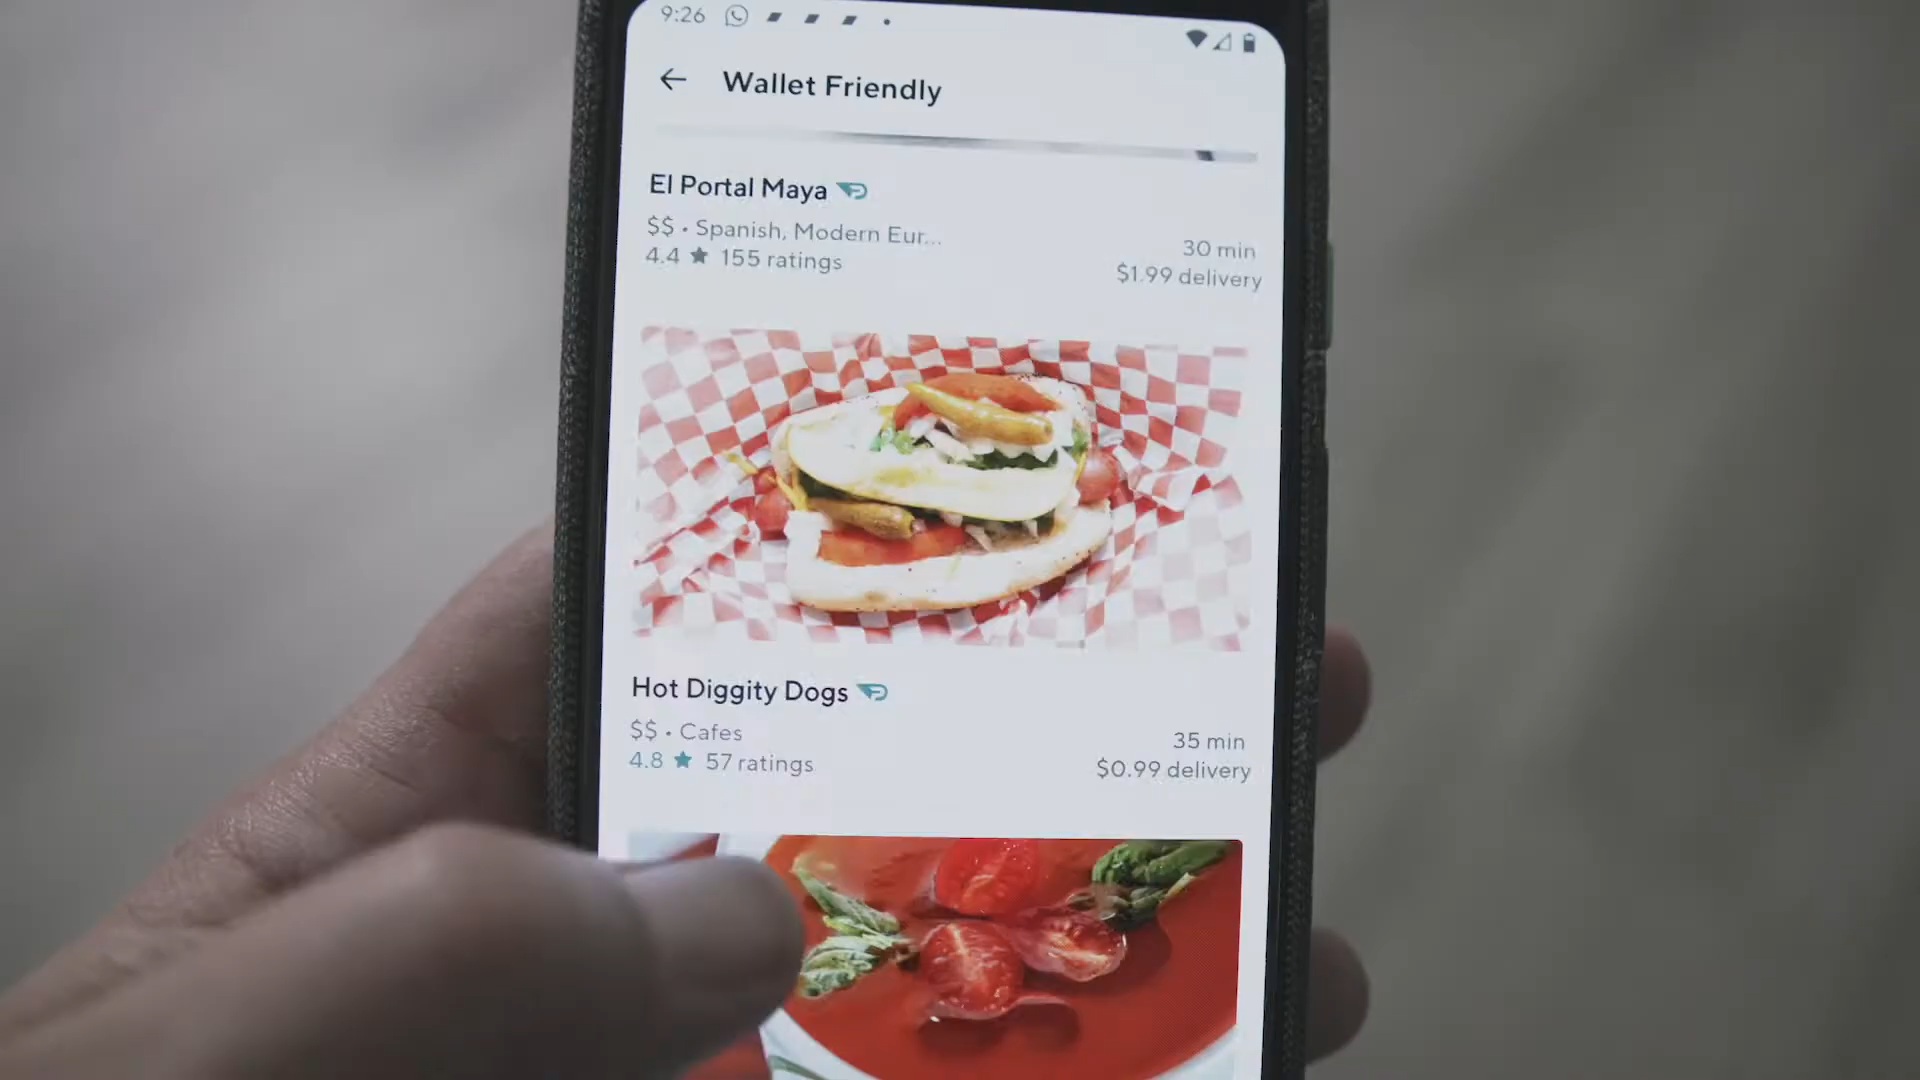 9:26
Wallet Friendly
El Portal Maya
$$ • Spanish, Modern Eur...
4.4 ★ 155 ratings
30 min
$1.99 delivery
Hot Diggity Dogs
$$ • Cafes
4.8 ★ 57 ratings
35 min
$0.99 delivery